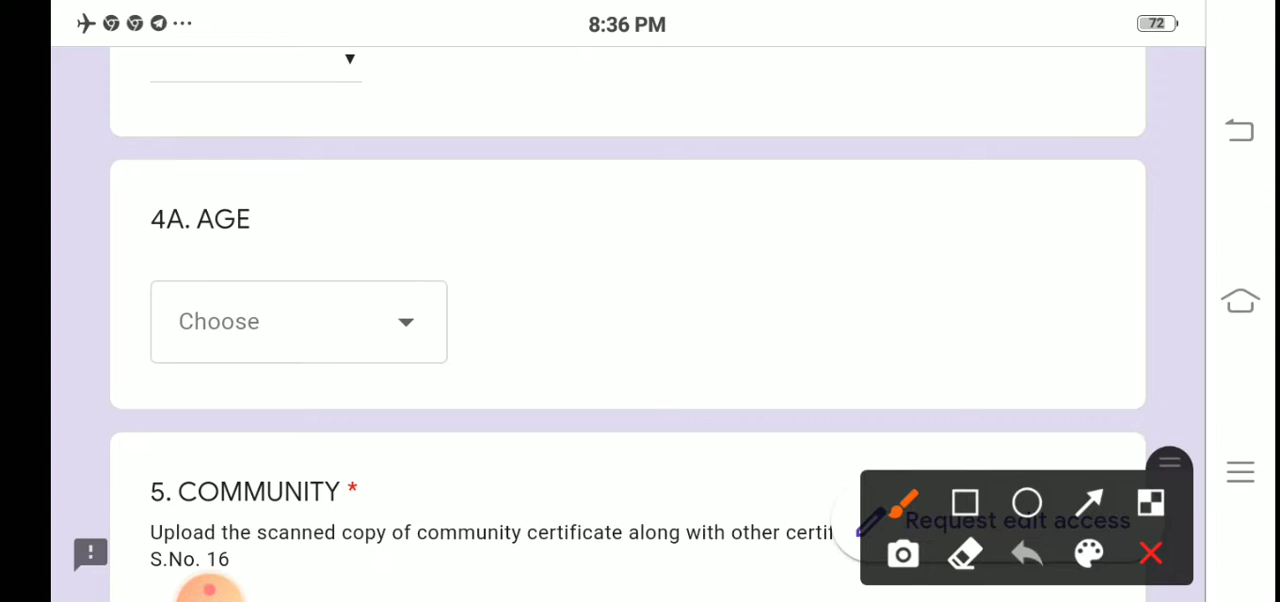 8:36 PM
72
4A. AGE
Choose
5. COMMUNITY *
Upload the scanned copy of community certificate along with other certif
S.No. 16
Request edit access